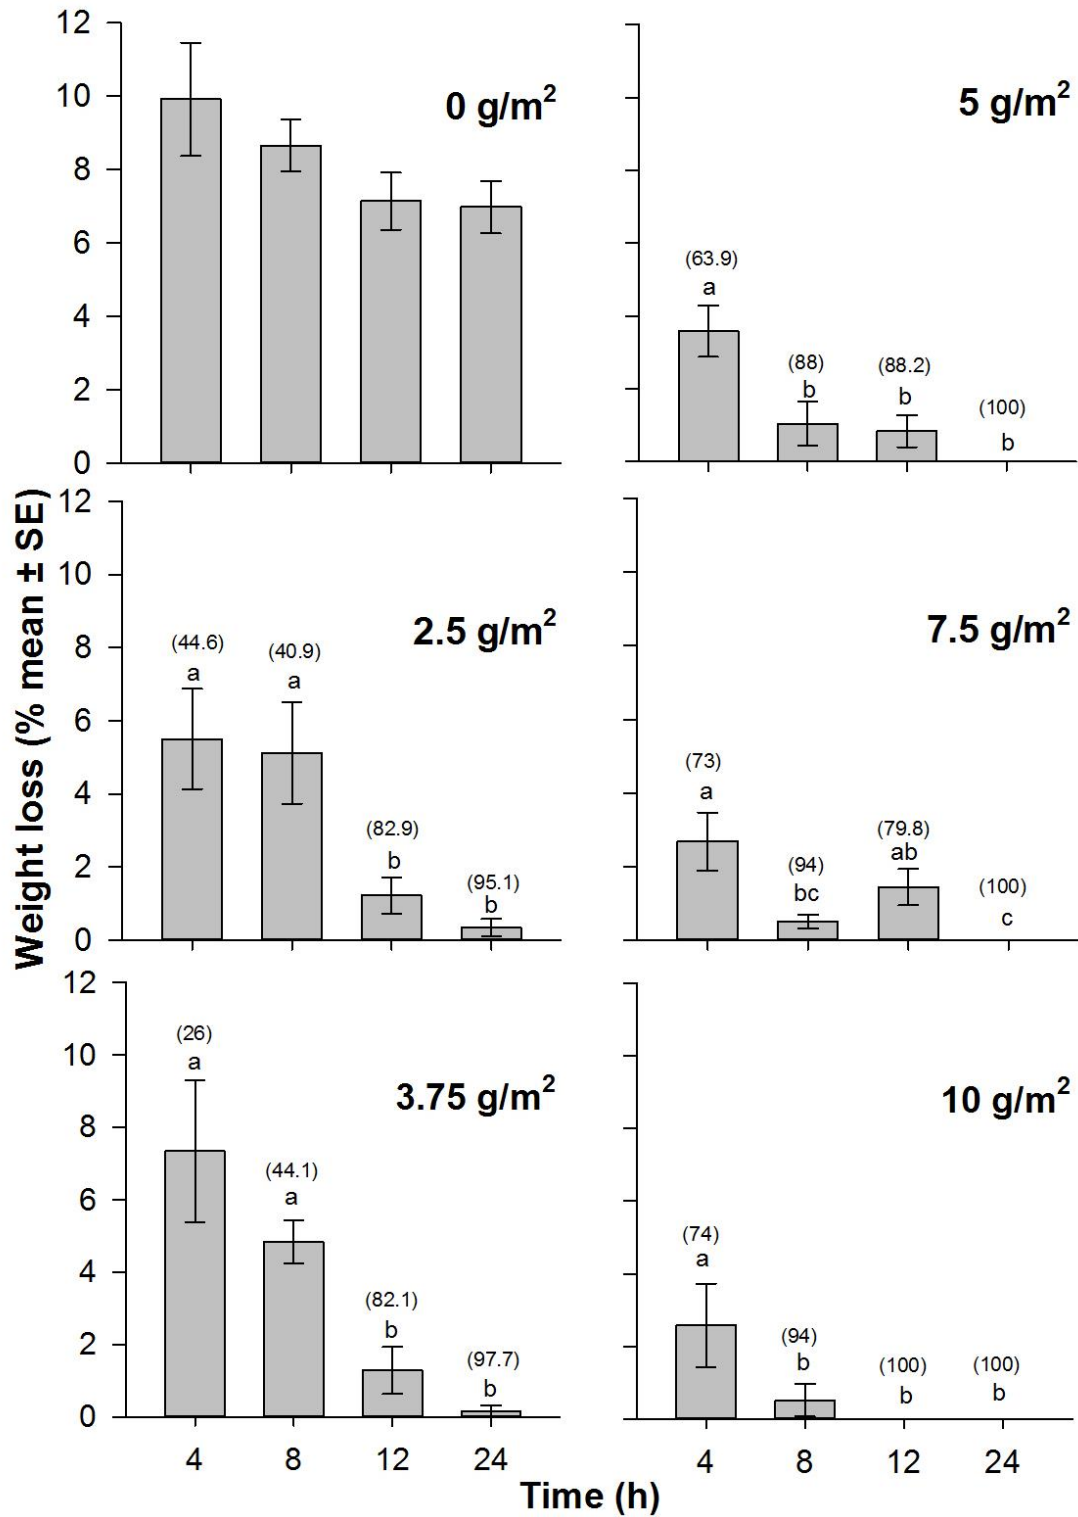 Weight loss (% mean ± SE)
12
10
8
6
4
2
0
0 g/m²
5 g/m²
(63.9)
a
(88)
b
(88.2)
b
(100)
b
12
10
8
6
4
2
0
2.5 g/m²
(44.6)
a
(40.9)
a
(82.9)
b
(95.1)
b
7.5 g/m²
(73)
a
(94)
bc
(79.8)
ab
(100)
c
12
10
8
6
4
2
0
3.75 g/m²
(26)
a
(44.1)
a
(82.1)
b
(97.7)
b
4 8 12 24
10 g/m²
(74)
a
(94)
b
(100)
b
(100)
b
4 8 12 24
Time (h)